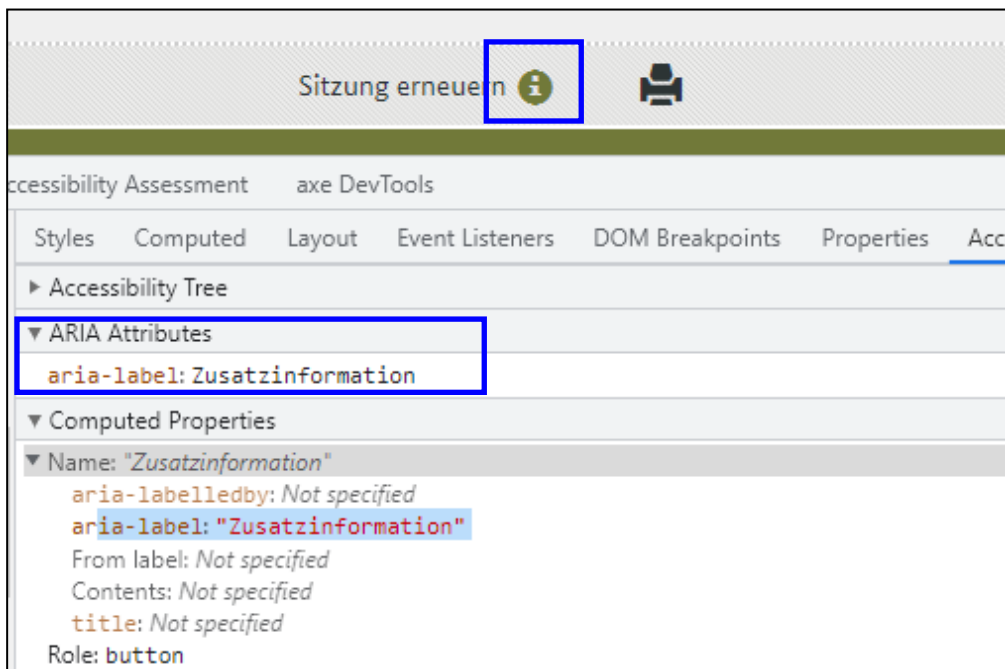 Sitzung erneuern
ccessibility Assessment axe DevTools
Styles Computed Layout Event Listeners DOM Breakpoints Properties Acc
Accessibility Tree
ARIA Attributes
aria-label: Zusatzinformation
Computed Properties
Name: "Zusatzinformation"
aria-labelledby: Not specified
aria-label: "Zusatzinformation"
From label: Not specified
Contents: Not specified
title: Not specified
Role: button